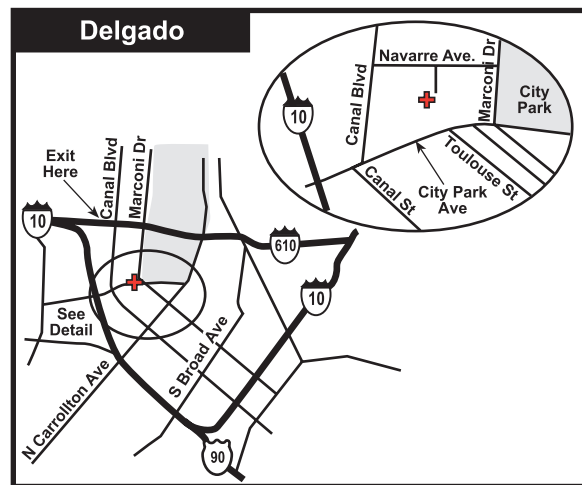 Delgado
Navarre Ave.
Marconi Dr
Canal Blvd
City
Park
10
Toulouse St
City Park
Ave
Canal St
Exit
Here
Canal Blvd
Marconi Dr
10
610
10
See
Detail
S Broad Ave
N Carrollton Ave
90